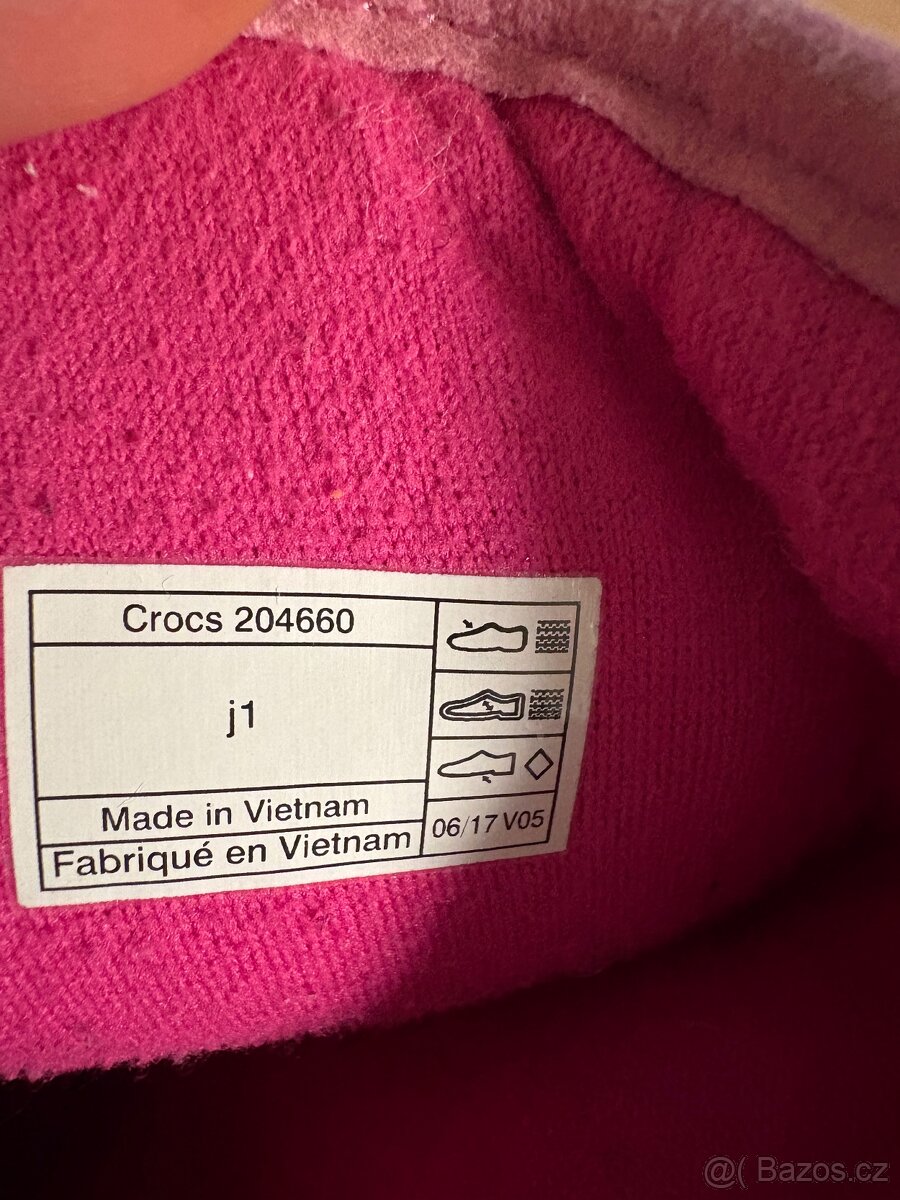 Crocs 204660
j1
Made in Vietnam
Fabriqué en Vietnam
06/17 V05
@( Bazos.cz